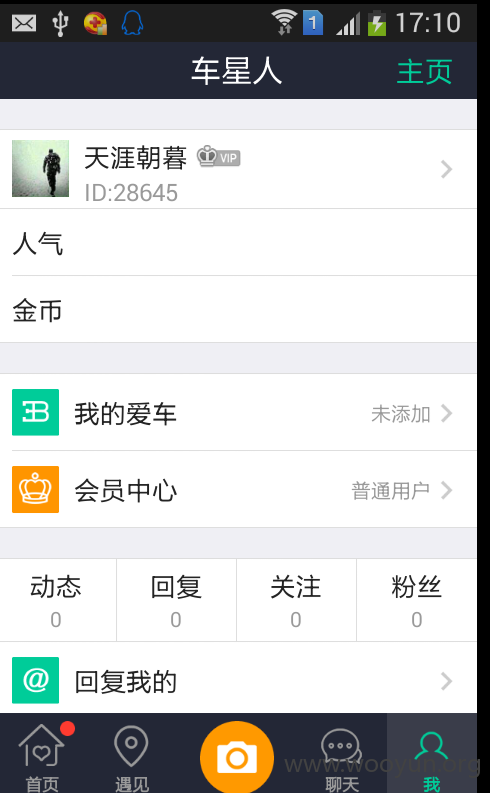 1 17:10
车星人 主页
天涯朝暮 VIP
ID:28645
人气
金币
我的爱车 未添加
会员中心 普通用户
动态 回复 关注 粉丝
0 0 0 0
@ 回复我的
www.wooyun.org
首页 遇见 聊天 我